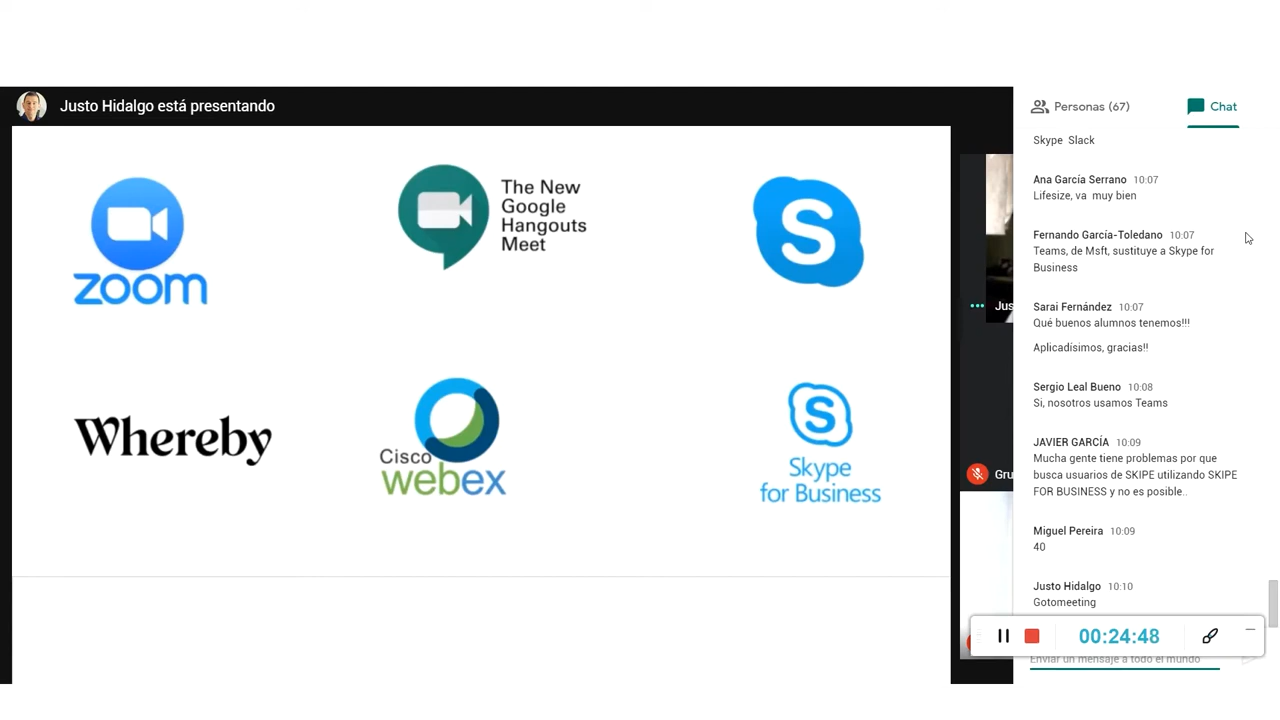 Justo Hidalgo está presentando
Personas (67)
Chat
zoom
The New
Google
Hangouts
Meet
S
Whereby
Cisco
webex
S
Skype
for Business
Jus
Gru
Skype Slack
Ana García Serrano 10:07
Lifesize, va muy bien
Fernando García-Toledano 10:07
Teams, de Msft, sustituye a Skype for
Business
Sarai Fernández 10:07
Qué buenos alumnos tenemos!!!
Aplicadísimos, gracias!!
Sergio Leal Bueno 10:08
Si, nosotros usamos Teams
JAVIER GARCÍA 10:09
Mucha gente tiene problemas por que
busca usuarios de SKIPE utilizando SKIPE
FOR BUSINESS y no es posible..
Miguel Pereira 10:09
40
Justo Hidalgo 10:10
Gotomeeting
00:24:48
Enviar un mensaje a todo el mundo